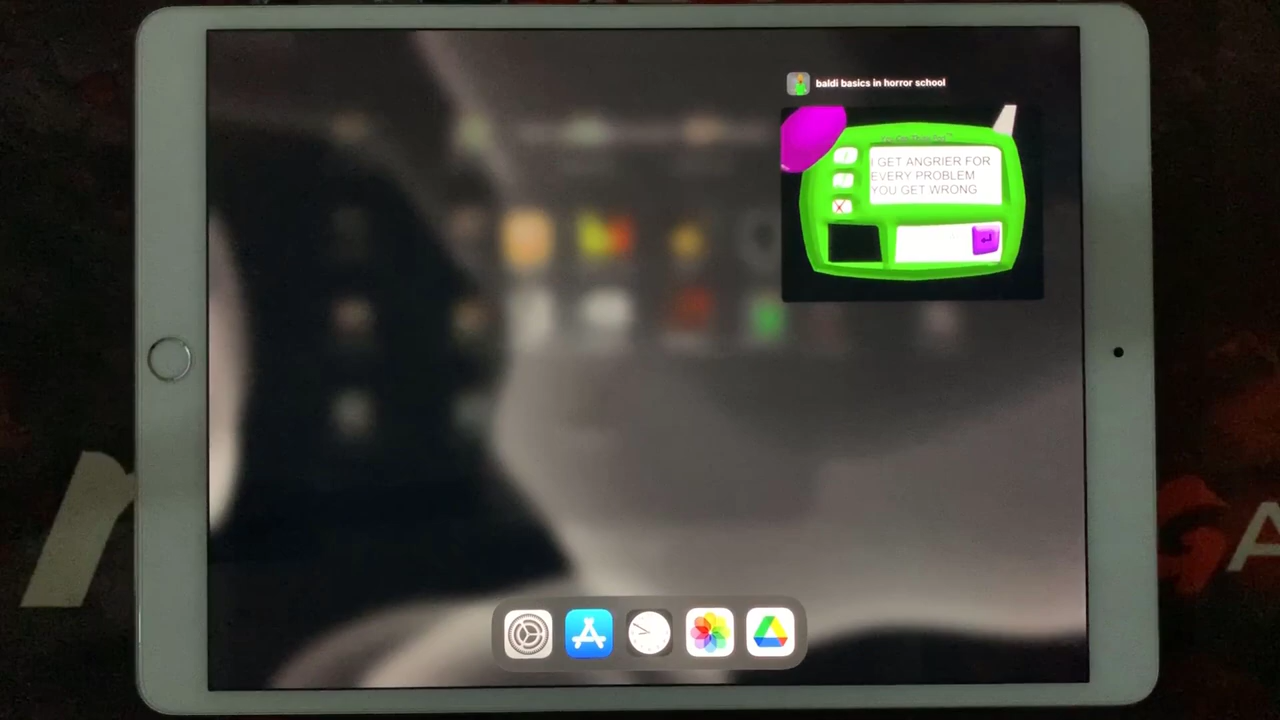 baldi basics in horror school
I GET ANGRIER FOR
EVERY PROBLEM
YOU GET WRONG